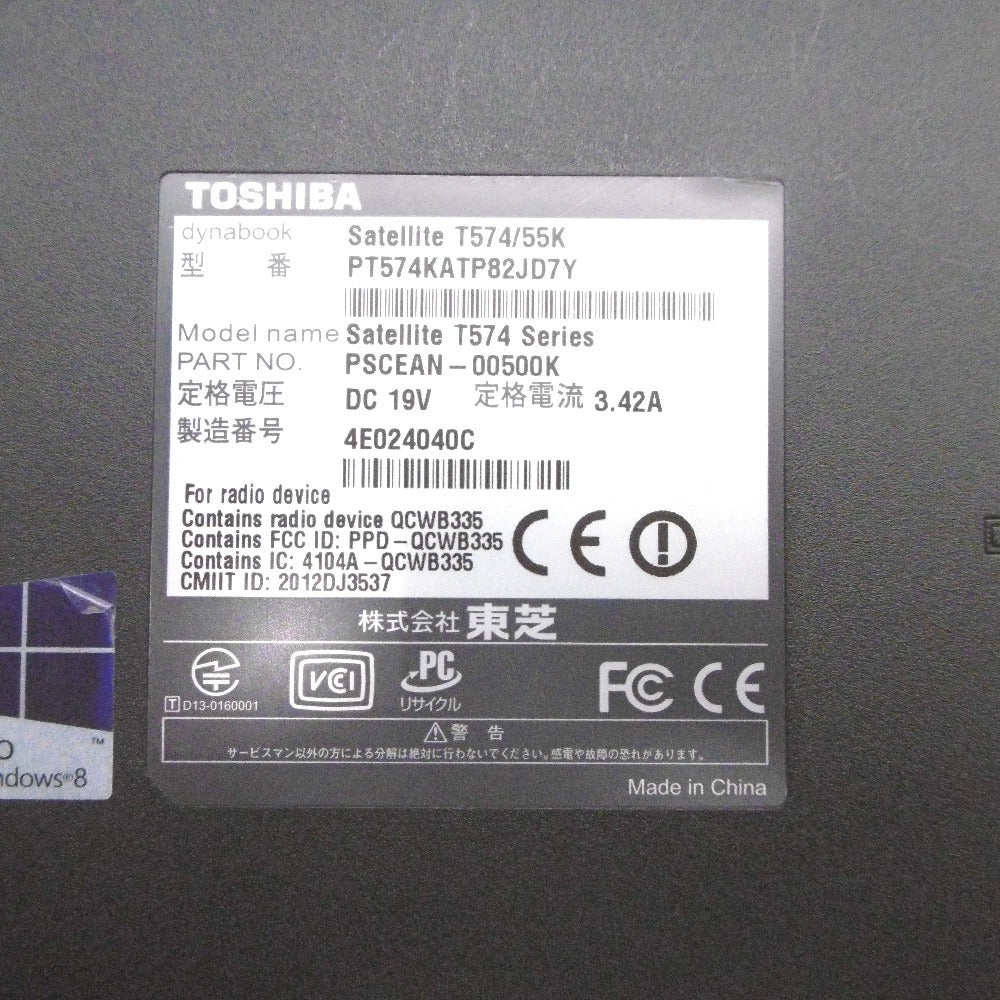 TOSHIBA
dynabook Satellite T574/55K
型 番 PT574KATP82JD7Y
Model name Satellite T574 Series
PART NO. PSCEAN-00500K
定格電圧 DC 19V 定格電流 3.42A
製造番号 4E024040C
For radio device
Contains radio device QCWB335
Contains FCC ID: PPD-QCWB335
Contains IC: 4104A-QCWB335
CMIIT ID: 2012DJ3537
CE
株式会社 東芝
T D13-0160001
VCI
PC
リサイクル
FC CE
警 告
サービスマン以外の方による分解は絶対に行わないでください。感電や故障の恐れがあります。
Made in China
O ™
ndows®8